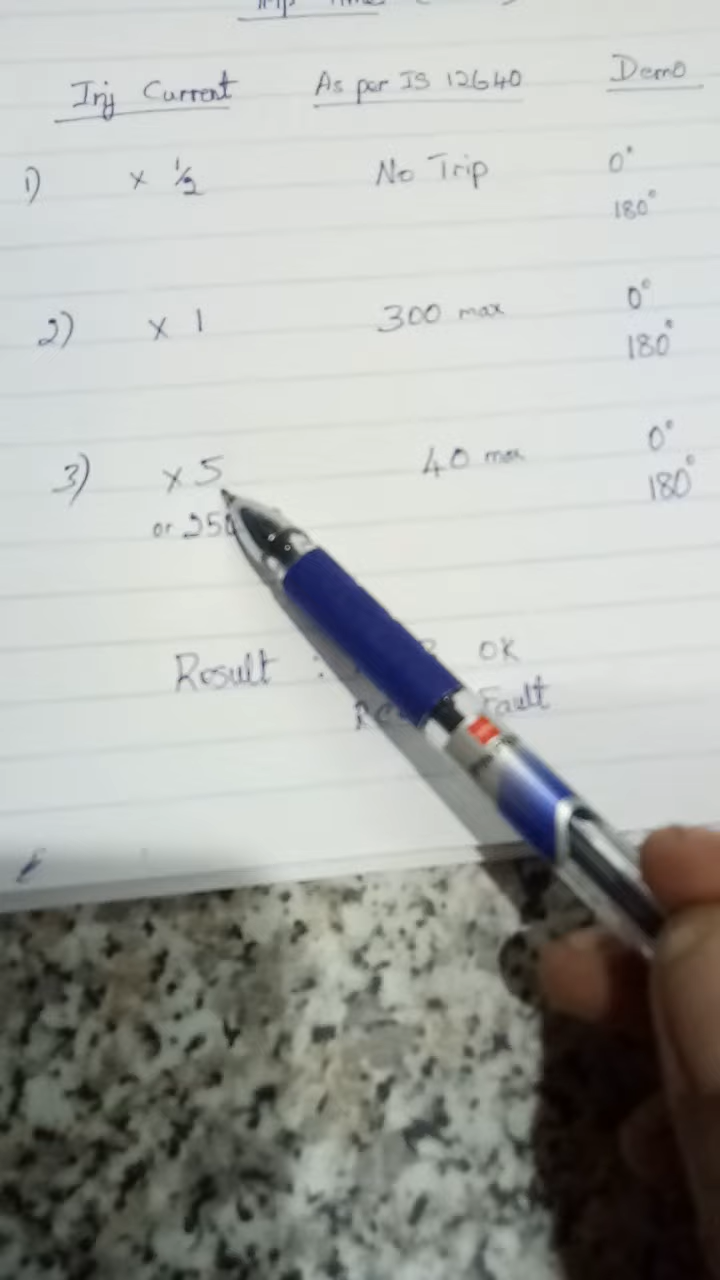 Inj Current As per IS 12640 Demo
1) x 1/2 No Trip 0°
180°
2) x 1 300 max 0°
180°
3) x 5 40 max 0°
180°
or 250
Result : OK
Fault